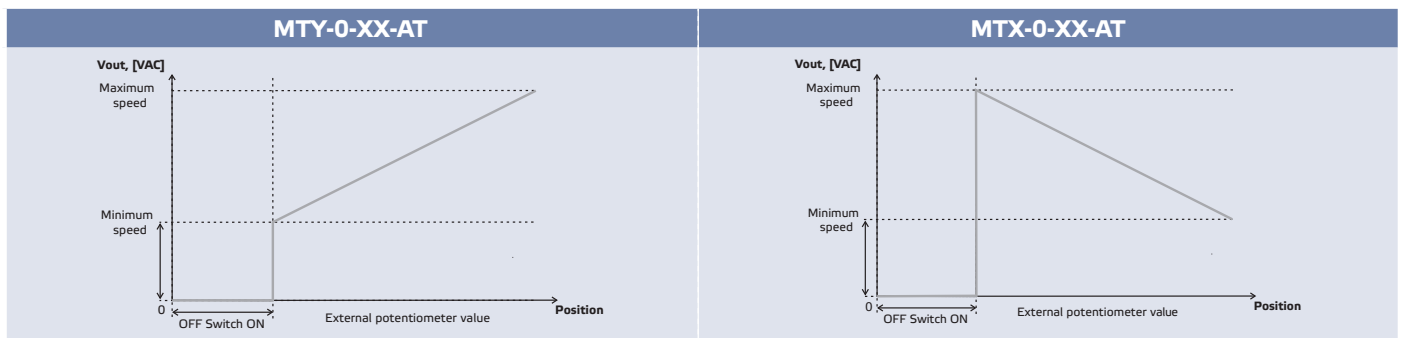 MTY-0-XX-AT
Vout, [VAC]
Maximum
speed
Minimum
speed
0
OFF Switch ON
External potentiometer value
Position
MTX-0-XX-AT
Vout, [VAC]
Maximum
speed
Minimum
speed
0
OFF Switch ON
External potentiometer value
Position